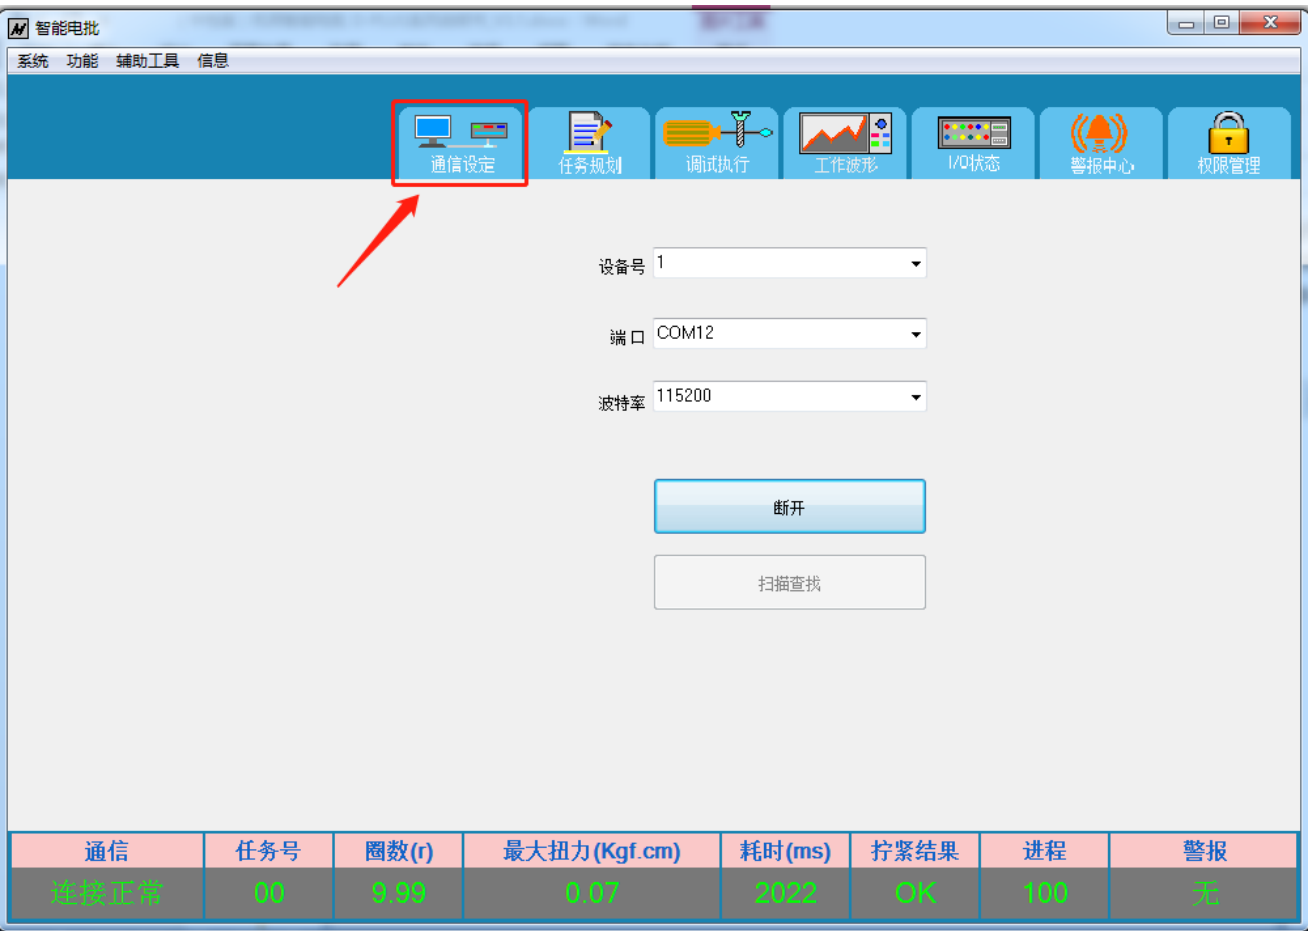 智能电批
系统 功能 辅助工具 信息
通信设定 任务规划 调试执行 工作波形 I/O状态 警报中心 权限管理
设备号 1
端口 COM12
波特率 115200
断开
扫描查找
通信 任务号 圈数(r) 最大扭力(Kgf.cm) 耗时(ms) 拧紧结果 进程 警报
连接正常 00 9.99 0.07 2022 OK 100 无